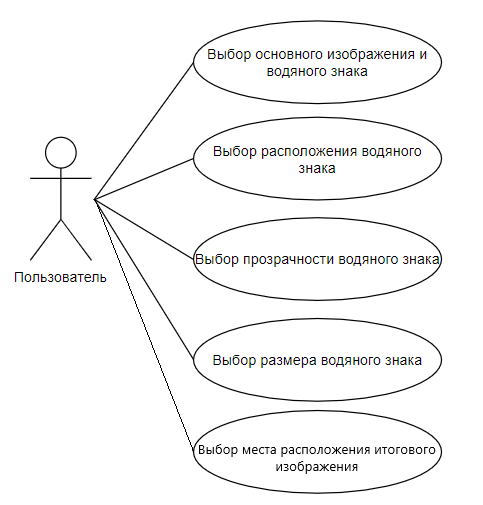 Выбор основного изображения и
водяного знака
Выбор расположения водяного
знака
Пользователь
Выбор прозрачности водяного знака
Выбор размера водяного знака
Выбор места расположения итогового
изображения